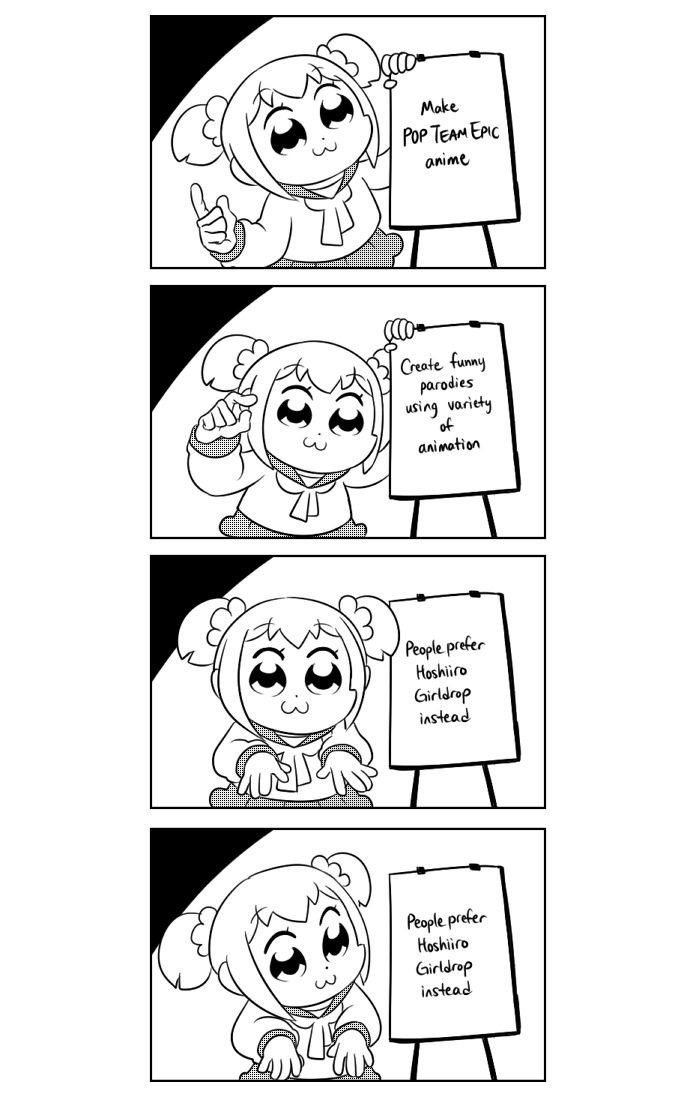 Make
POP TEAM EPIC
anime
Create funny
parodies
using variety
of
animation
People prefer
Hoshiiro
Girldrop
instead
People prefer
Hoshiiro
Girldrop
instead